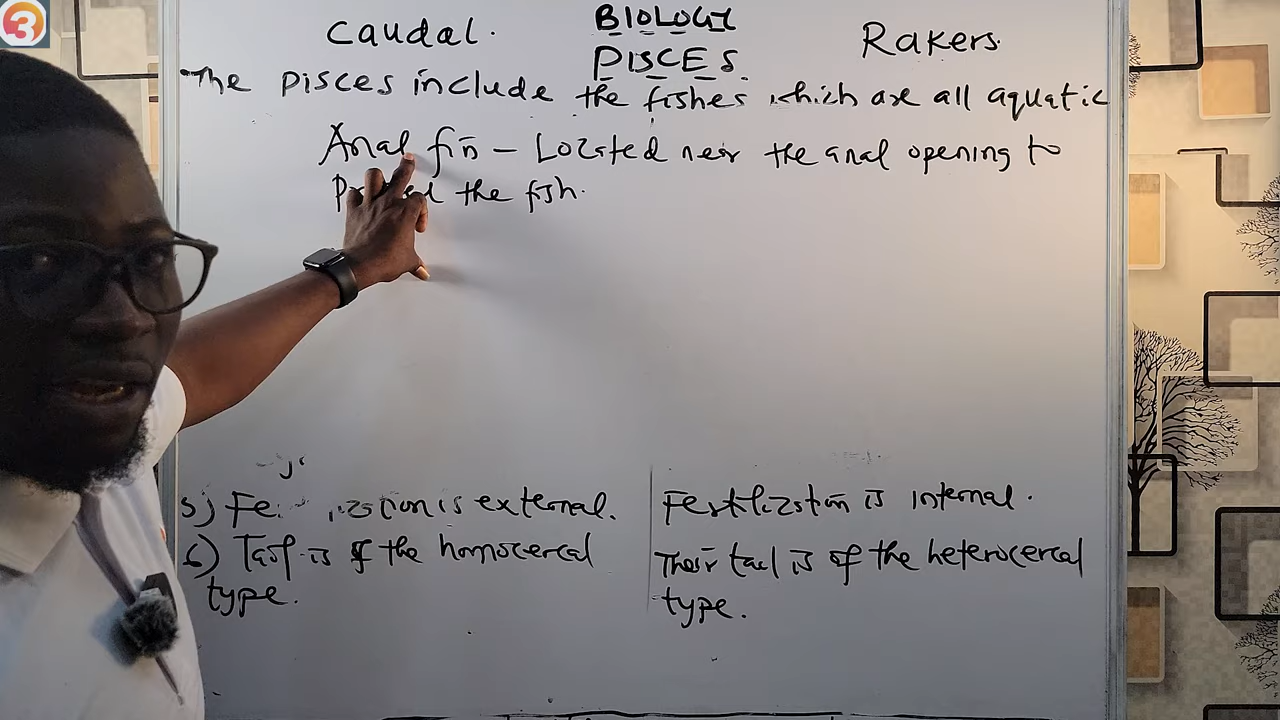 3
Caudal.
BIOLOGY
Rakers
PISCES.
The Pisces include the fishes which are all aquatic
Anal fin - Located near the anal opening to
the fish.
5) is external.
Fertilization is internal.
6) Tail is of the homocercal
type.
Their tail is of the heterocercal
type.